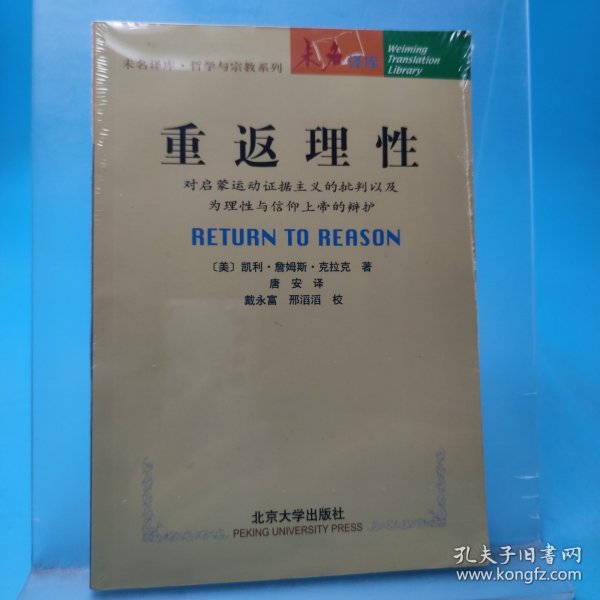 未名译库·哲学与宗教系列
未名译库
Weiming
Translation
Library
重返理性
对启蒙运动证据主义的批判以及
为理性与信仰上帝的辩护
RETURN TO REASON
〔美〕凯利·詹姆斯·克拉克 著
唐 安 译
戴永富 邢滔滔 校
北京大学出版社
PEKING UNIVERSITY PRESS
孔夫子旧书网
www.kongfz.com